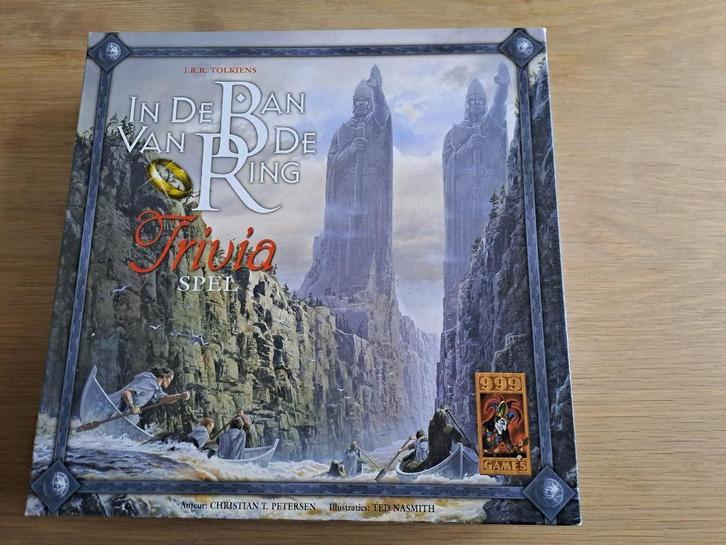 J.R.R. TOLKIENS
IN DE BAN
VAN DE
RING
Trivia
SPEL
999
GAMES
Auteur: CHRISTIAN T. PETERSEN Illustraties: TED NASMITH